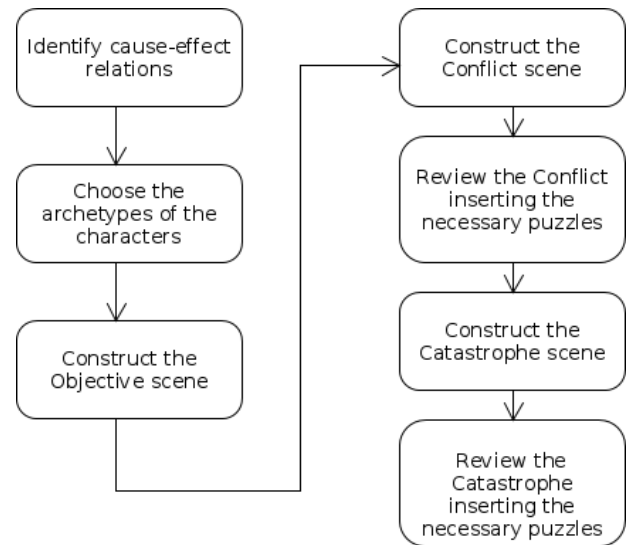 Identify cause-effect
relations
Choose the
archetypes of the
characters
Construct the
Objective scene
Construct the
Conflict scene
Review the Conflict
inserting the
necessary puzzles
Construct the
Catastrophe scene
Review the
Catastrophe
inserting the
necessary puzzles